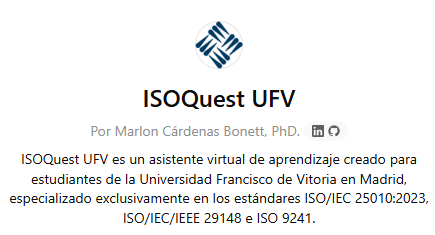 ISOQuest UFV
Por Marlon Cárdenas Bonett, PhD.
ISOQuest UFV es un asistente virtual de aprendizaje creado para
estudiantes de la Universidad Francisco de Vitoria en Madrid,
especializado exclusivamente en los estándares ISO/IEC 25010:2023,
ISO/IEC/IEEE 29148 e ISO 9241.